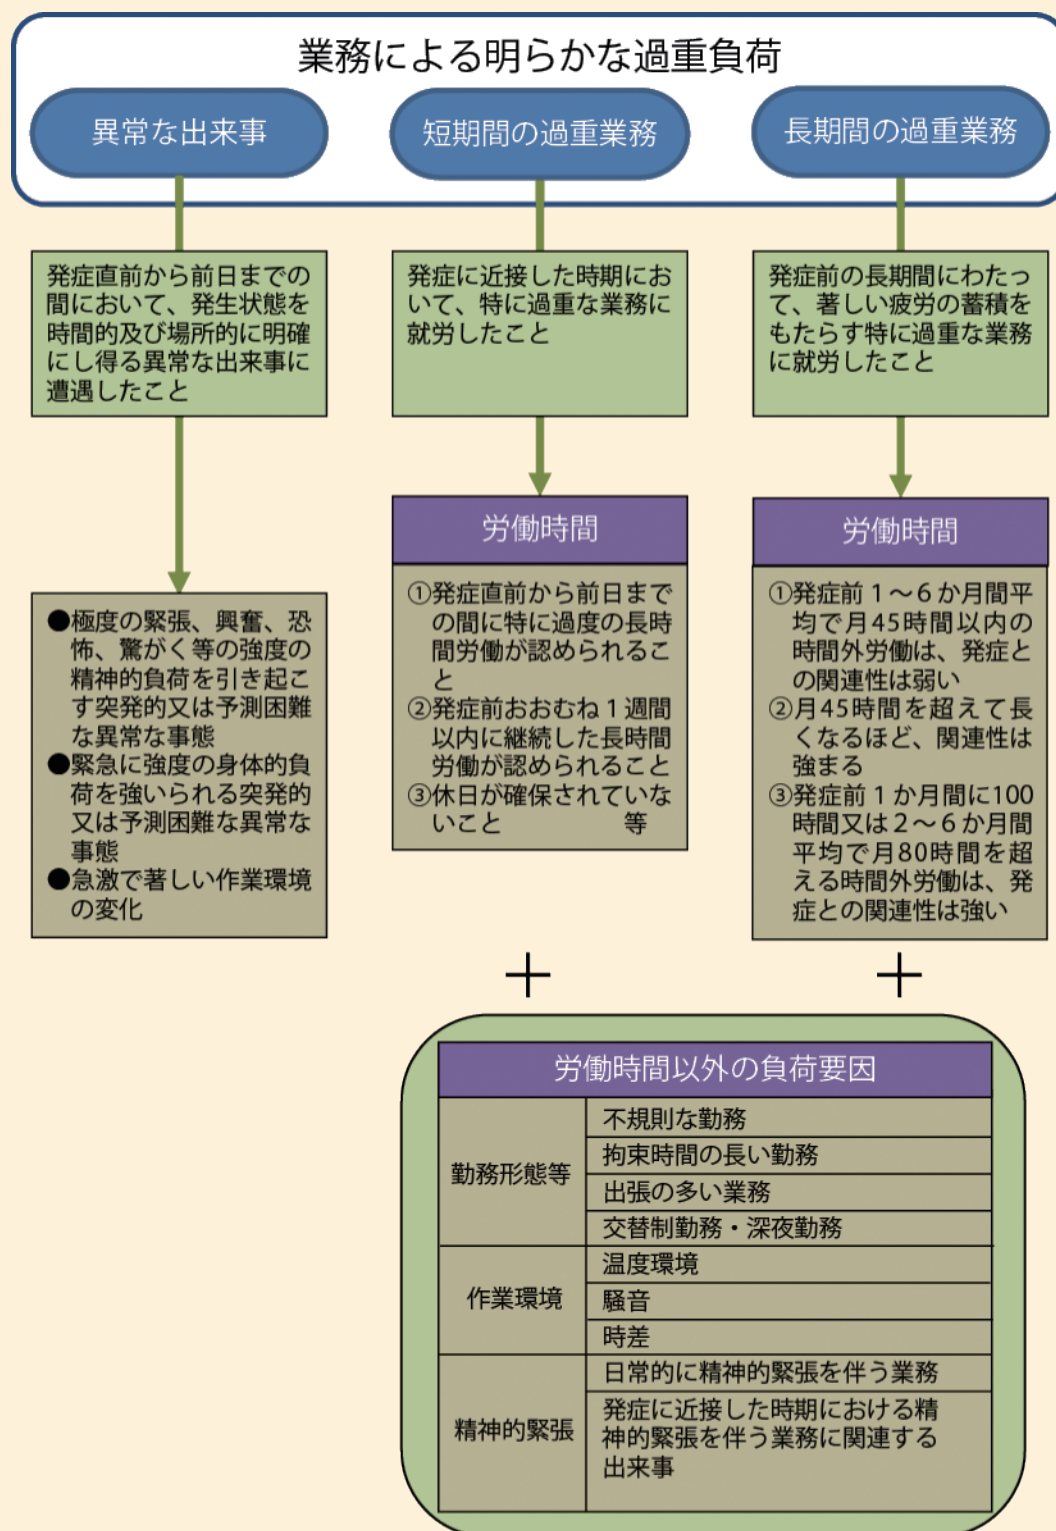 業務による明らかな過重負荷
異常な出来事
短期間の過重業務
長期間の過重業務
発症直前から前日までの
間において、発生状態を
時間的及び場所的に明確
にし得る異常な出来事に
遭遇したこと
発症に近接した時期にお
いて、特に過重な業務に
就労したこと
発症前の長期間にわたっ
て、著しい疲労の蓄積を
もたらす特に過重な業務
に就労したこと
●極度の緊張、興奮、恐
怖、驚がく等の強度の
精神的負荷を引き起こ
す突発的又は予測困難
な異常な事態
●緊急に強度の身体的負
荷を強いられる突発的
又は予測困難な異常な
事態
●急激で著しい作業環境
の変化
労働時間
①発症直前から前日まで
の間に特に過度の長時
間労働が認められるこ
と
②発症前おおむね1週間
以内に継続した長時間
労働が認められること
③休日が確保されていな
いこと 等
労働時間
①発症前1～6か月間平
均で月45時間以内の
時間外労働は、発症と
の関連性は弱い
②月45時間を超えて長
くなるほど、関連性は
強まる
③発症前1か月間に100
時間又は2～6か月間
平均で月80時間を超
える時間外労働は、発
症との関連性は強い
＋
＋
労働時間以外の負荷要因
勤務形態等
不規則な勤務
拘束時間の長い勤務
出張の多い業務
交替制勤務・深夜勤務
作業環境
温度環境
騒音
時差
精神的緊張
日常的に精神的緊張を伴う業務
発症に近接した時期における精
神的緊張を伴う業務に関連する
出来事